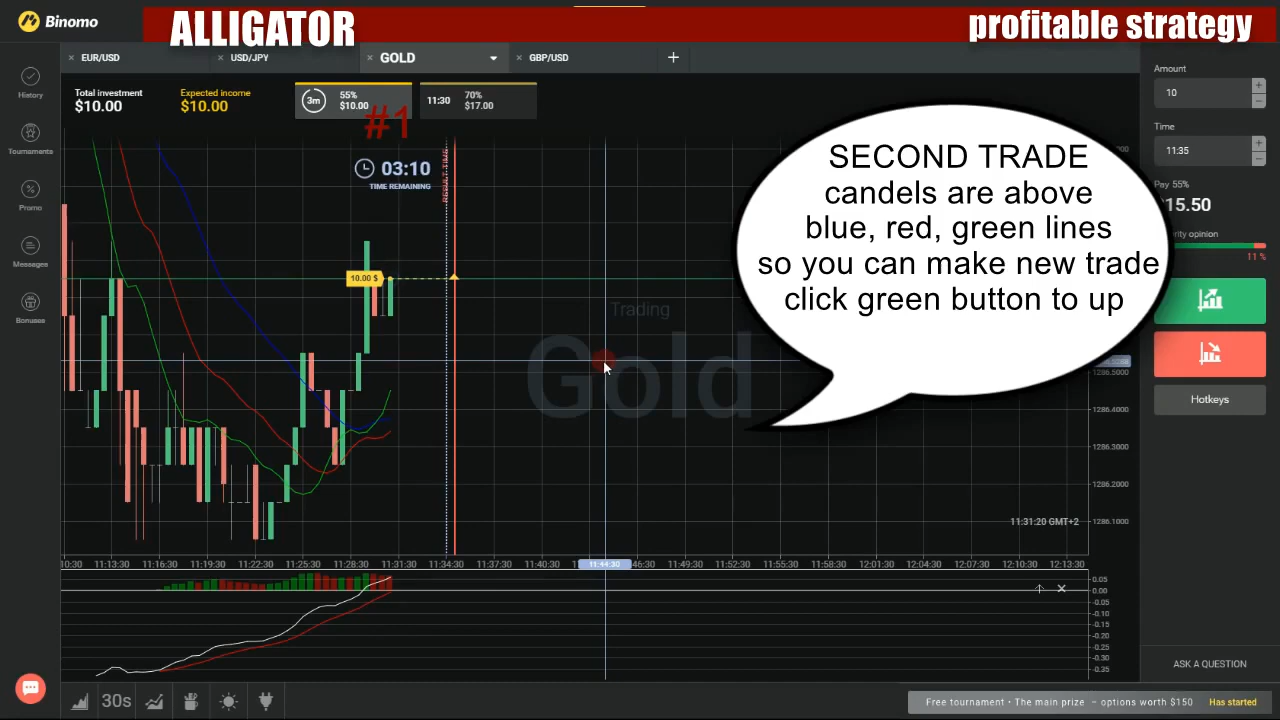 Binomo
ALLIGATOR
profitable strategy
EUR/USD
USD/JPY
GOLD
GBP/USD
History
Tournaments
Promo
Messages
Bonuses
Total investment
$10.00
Expected income
$10.00
3m
55%
$10.00
11:30
70%
$17.00
#1
03:10
TIME REMAINING
10.00 $
Trading
Gold
SECOND TRADE
candels are above
blue, red, green lines
so you can make new trade
click green button to up
Amount
10
Time
11:35
Pay 55%
15.50
opinion
11 %
Hotkeys
1286.5000
1286.4000
1286.3000
1286.2000
1286.1000
11:31:20 GMT+2
10:30 11:13:30 11:16:30 11:19:30 11:22:30 11:25:30 11:28:30 11:31:30 11:34:30 11:37:30 11:40:30 11:44:30 46:30 11:49:30 11:52:30 11:55:30 11:58:30 12:01:30 12:04:30 12:07:30 12:10:30 12:13:30
0.05
0.00
-0.05
-0.10
-0.15
-0.20
-0.25
-0.30
-0.35
30s
ASK A QUESTION
Free tournament • The main prize – options worth $150 Has started